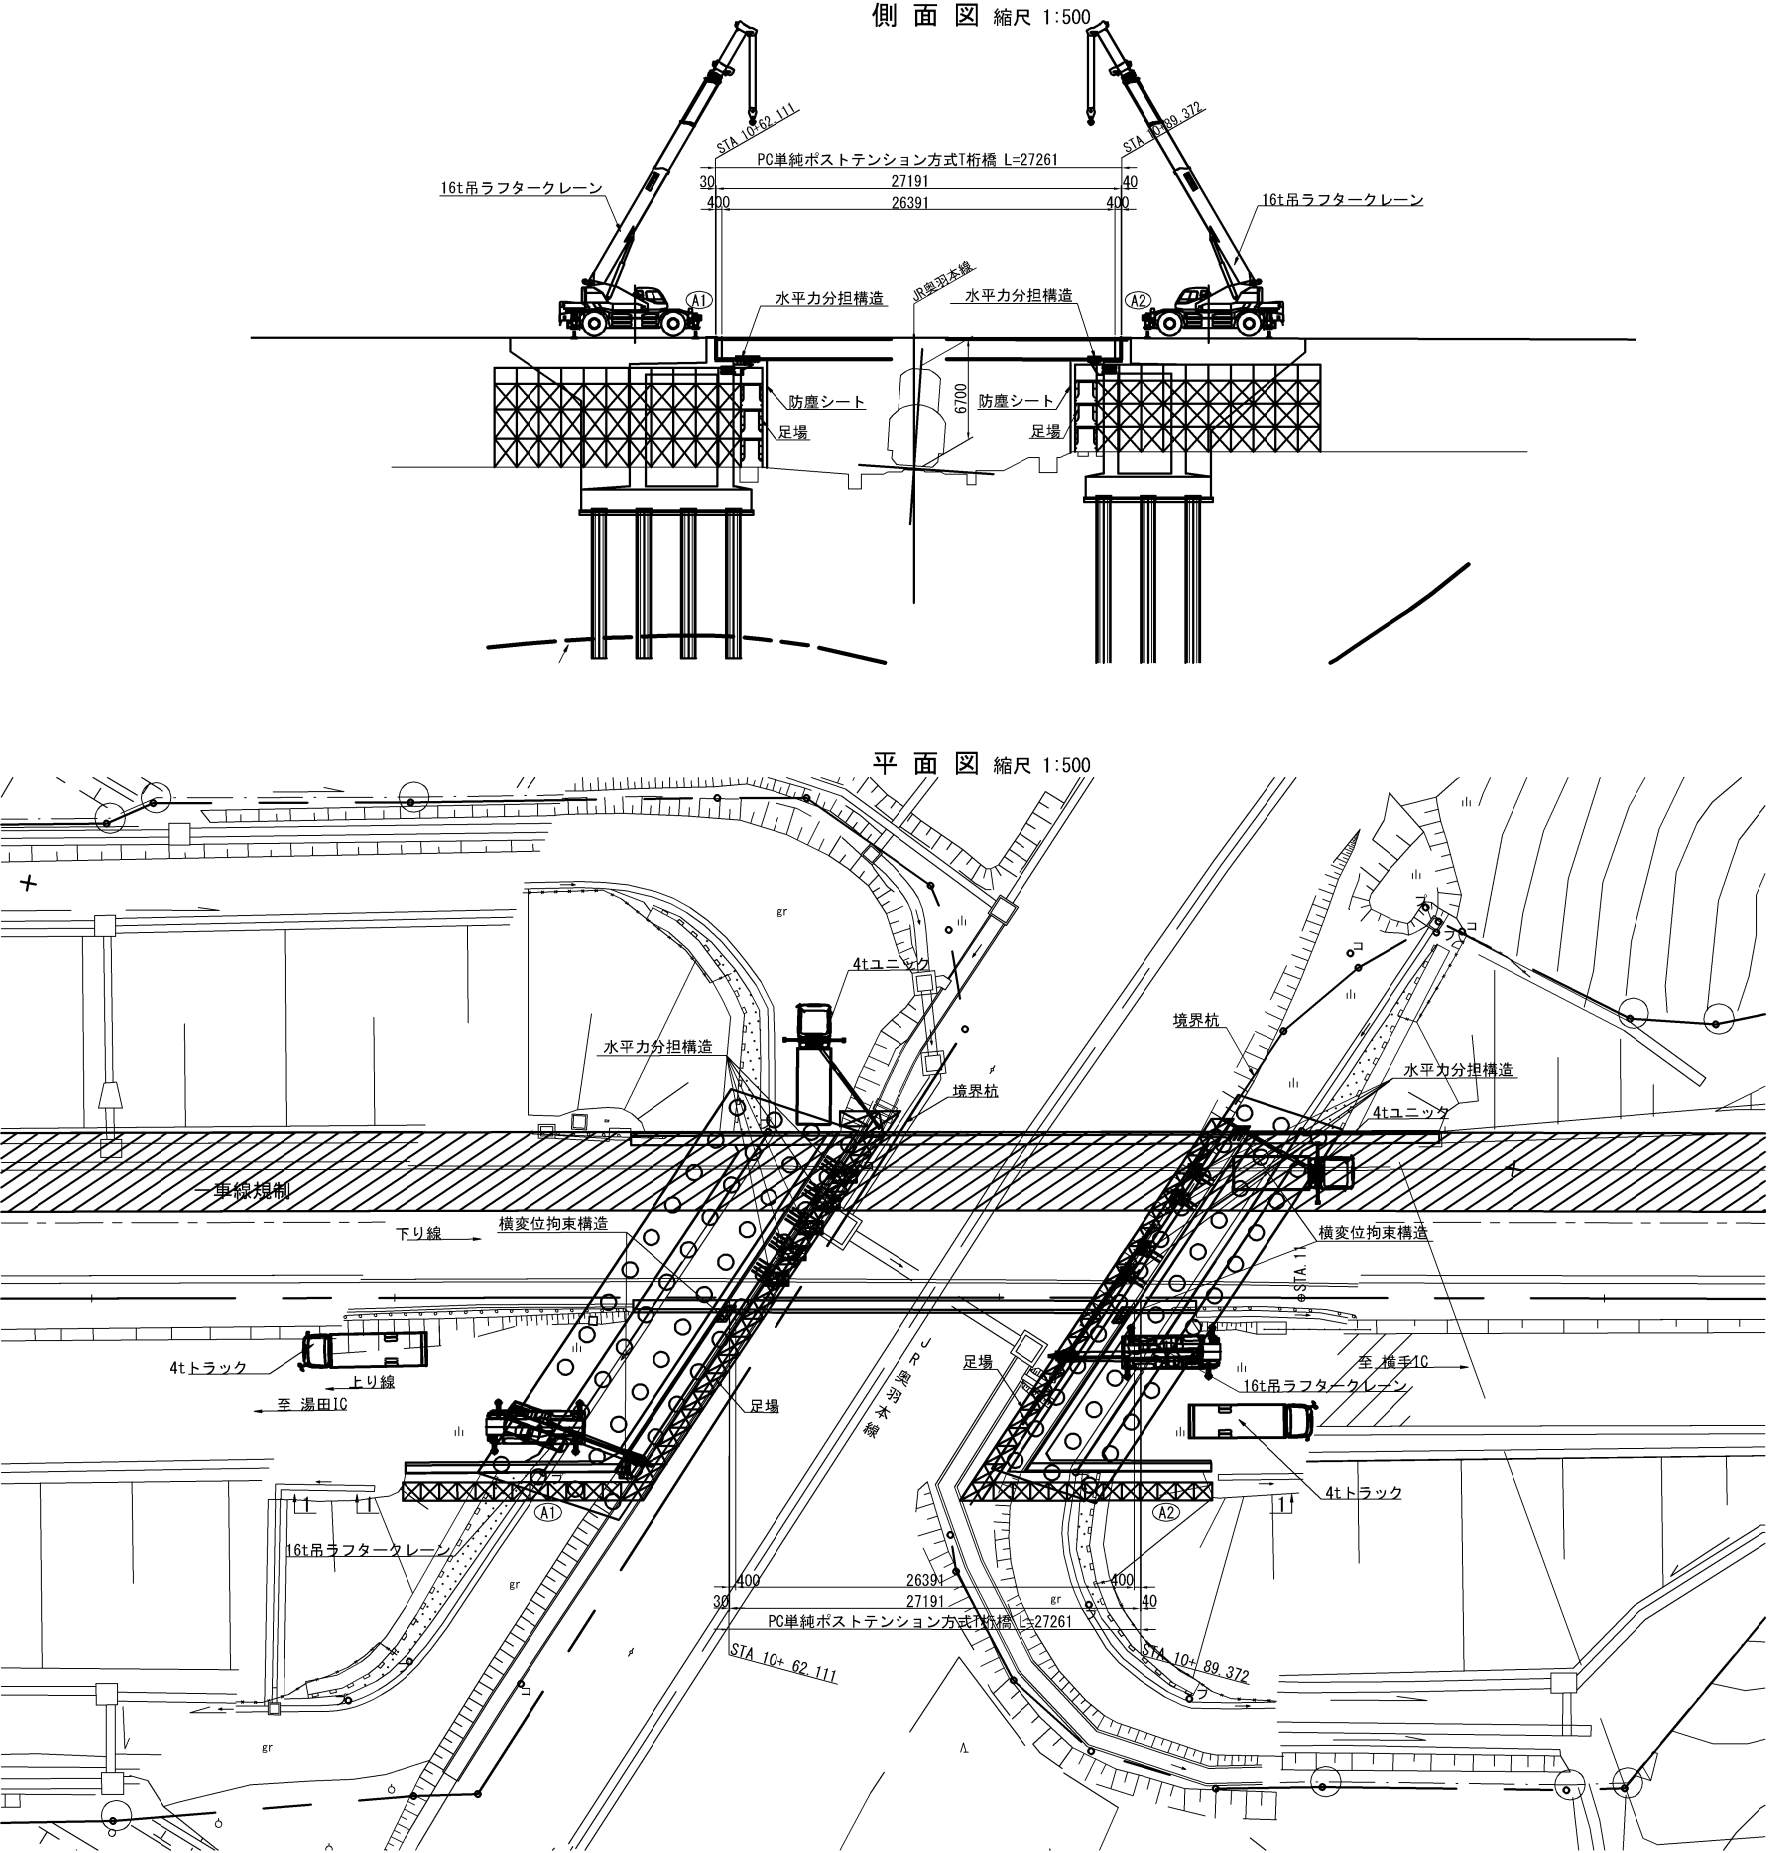 側面図 縮尺 1:500
STA 10+62.111
STA 10+89.372
PC単純ポストテンション方式T桁橋 L=27261
30 27191 40
400 26391 400
16t吊ラフタークレーン
16t吊ラフタークレーン
JR奥羽本線
A1
水平力分担構造
水平力分担構造
A2
6700
防塵シート
防塵シート
足場
足場
平面図 縮尺 1:500
gr
コ
フ
コ
4tユニック
境界杭
水平力分担構造
水平力分担構造
境界杭
4tユニック
一車線規制
下り線
横変位拘束構造
横変位拘束構造
STA.11
JR奥羽本線
4tトラック
上り線
至 湯田IC
足場
足場
至 横手IC
16t吊ラフタークレーン
フ
1
1
A1
A2
4tトラック
1
16t吊ラフタークレーン
gr
400 26391 400
gr
30 27191 40
フ
PC単純ポストテンション方式T桁橋 L=27261
STA 10+ 62.111
STA 10+ 89.372
コ
フ
gr